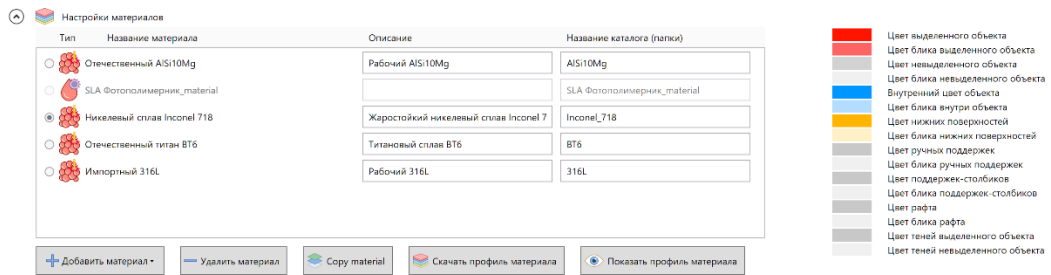 Настройки материалов
Тип Название материала Описание Название каталога (папки)
Отечественный AlSi10Mg Рабочий AlSi10Mg AlSi10Mg
SLA Фотополимерник_material SLA Фотополимерник_material
Никелевый сплав Inconel 718 Жаростойкий никелевый сплав Inconel 7 Inconel_718
Отечественный титан ВТ6 Титановый сплав ВТ6 ВТ6
Импортный 316L Рабочий 316L 316L
Добавить материал Удалить материал Copy material Скачать профиль материала Показать профиль материала
Цвет выделенного объекта
Цвет блика выделенного объекта
Цвет невыделенного объекта
Цвет блика невыделенного объекта
Внутренний цвет объекта
Цвет блика внутри объекта
Цвет нижних поверхностей
Цвет блика нижних поверхностей
Цвет ручных поддержек
Цвет блика ручных поддержек
Цвет поддержек-столбиков
Цвет блика поддержек-столбиков
Цвет рафта
Цвет блика рафта
Цвет теней выделенного объекта
Цвет теней невыделенного объекта